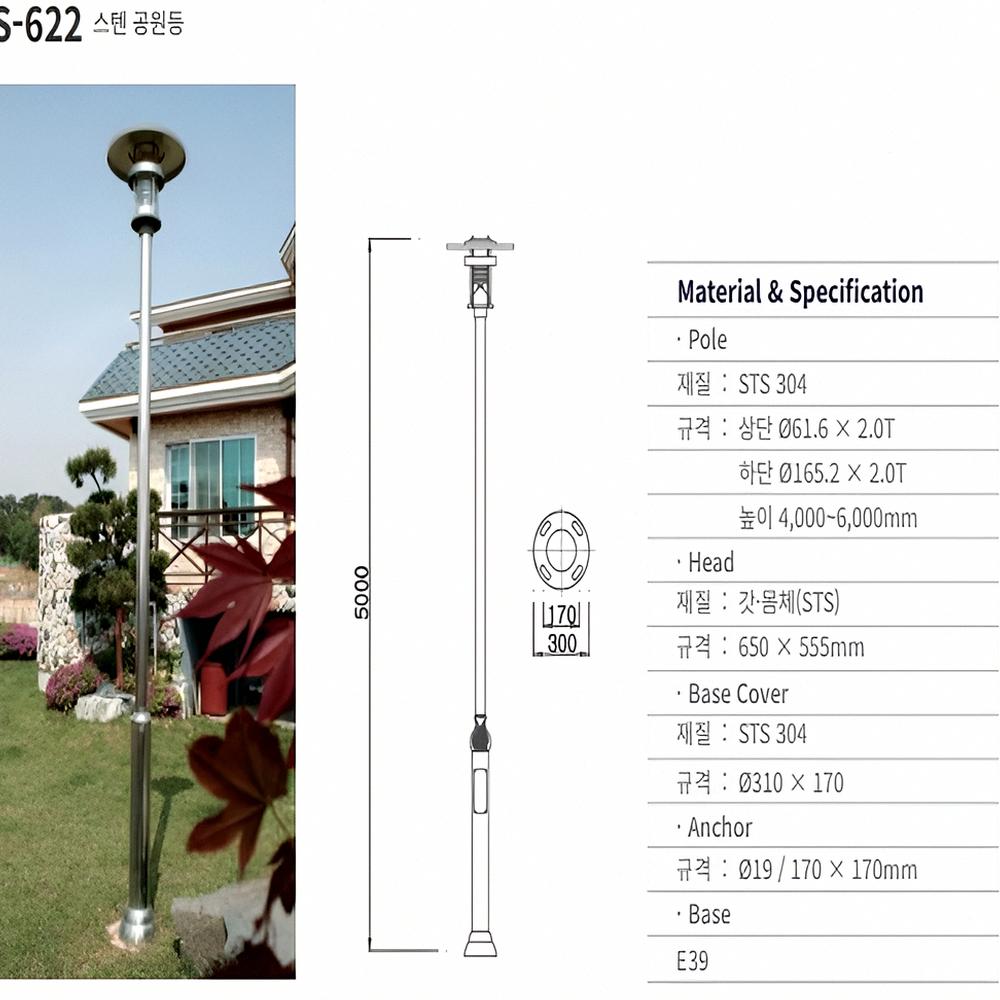 S-622 스텐 공원등
5000
170
300
Material & Specification
· Pole
재질 : STS 304
규격 : 상단 Ø61.6 × 2.0T
하단 Ø165.2 × 2.0T
높이 4,000~6,000mm
· Head
재질 : 갓·몸체(STS)
규격 : 650 × 555mm
· Base Cover
재질 : STS 304
규격 : Ø310 × 170
· Anchor
규격 : Ø19 / 170 × 170mm
· Base
E39